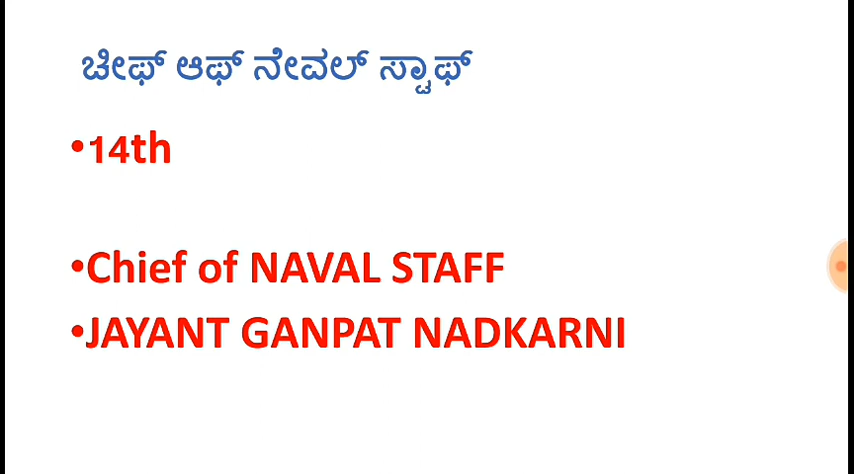 ಚೀಫ್ ಆಫ್ ನೇವಲ್ ಸ್ಟಾಫ್
•14th
•Chief of NAVAL STAFF
•JAYANT GANPAT NADKARNI